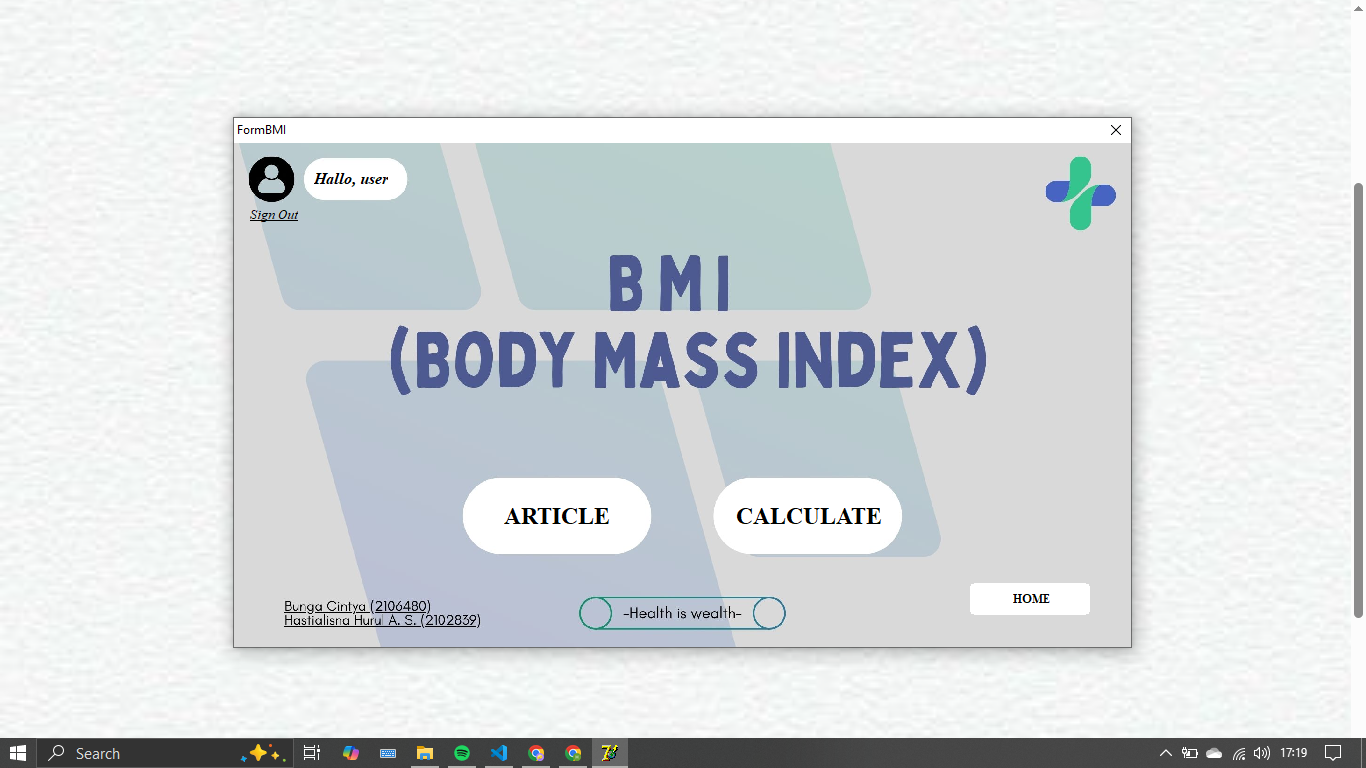 FormBMI
Hallo, user
Sign Out
BMI
(BODY MASS INDEX)
ARTICLE
CALCULATE
HOME
Bunga Cintya (2106480)
Hastialisna Hurul A. S. (2102839)
-Health is wealth-
Search
17:19